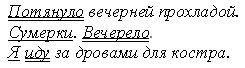 Потянуло вечерней прохладой.
Сумерки. Вечерело.
Я иду за дровами для костра.